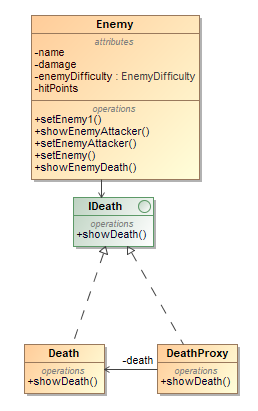 Enemy
attributes
-name
-damage
-enemyDifficulty : EnemyDifficulty
-hitPoints
operations
+setEnemy1()
+showEnemyAttacker()
+setEnemyAttacker()
+setEnemy()
+showEnemyDeath()
IDeath
operations
+showDeath()
Death
operations
+showDeath()
-death
DeathProxy
operations
+showDeath()